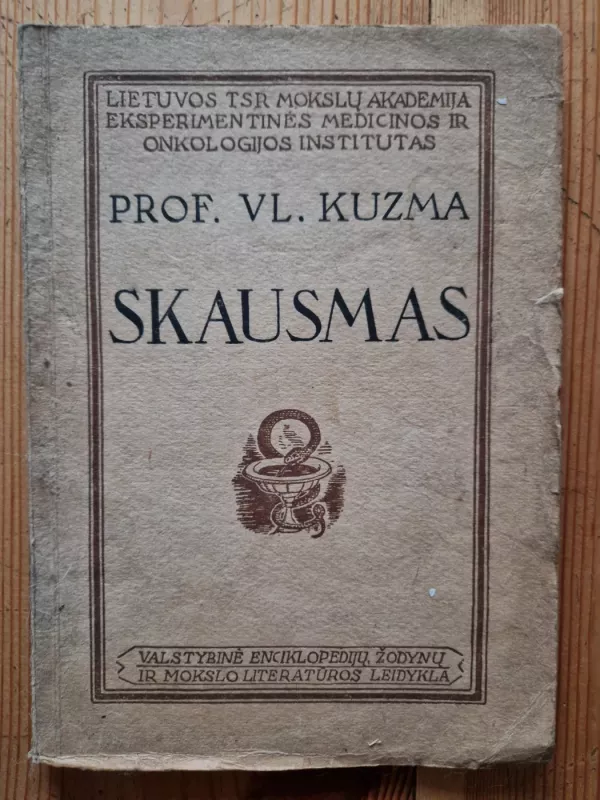 LIETUVOS TSR MOKSLŲ AKADEMIJA
EKSPERIMENTINĖS MEDICINOS IR
ONKOLOGIJOS INSTITUTAS
PROF. VL. KUZMA
SKAUSMAS
VALSTYBINĖ ENCIKLOPEDIJŲ, ŽODYNŲ
IR MOKSLO LITERATŪROS LEIDYKLA